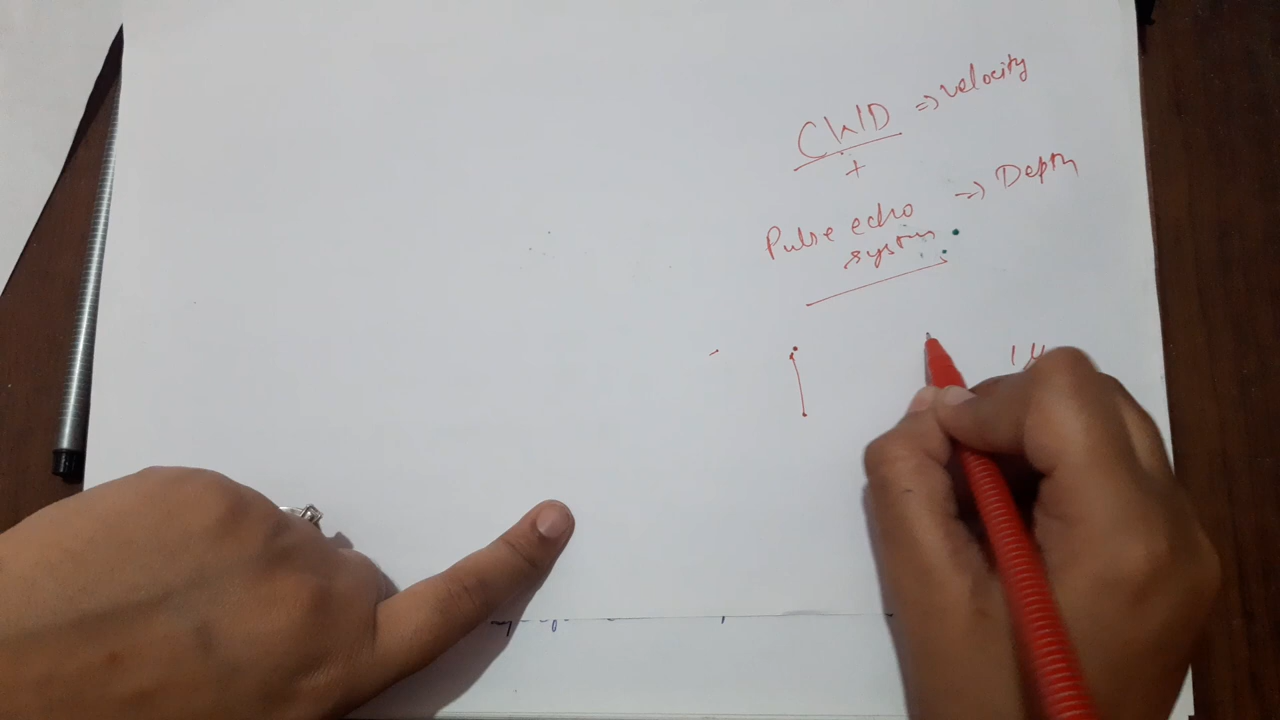 CWD => velocity
+
Pulse echo -> Depth
system